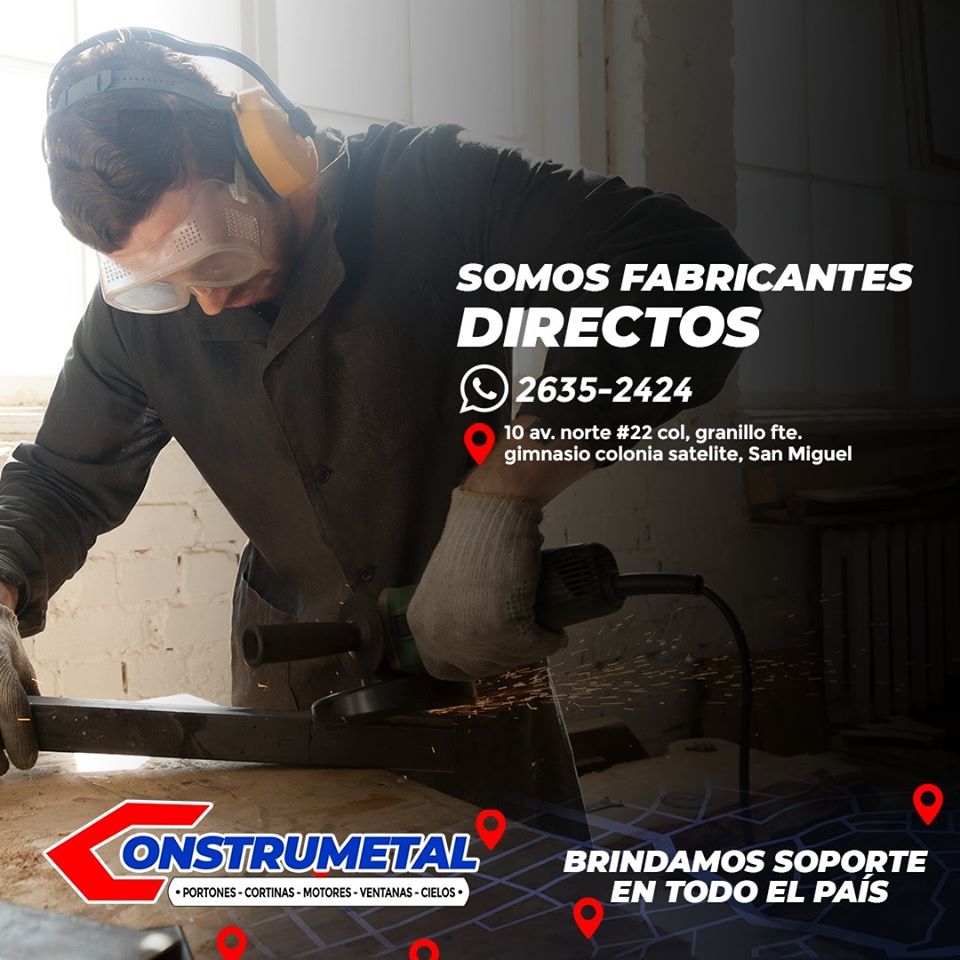 SOMOS FABRICANTES
DIRECTOS
2635-2424
10 av. norte #22 col, granillo fte.
gimnasio colonia satelite, San Miguel
CONSTRUMETAL
• PORTONES - CORTINAS - MOTORES - VENTANAS - CIELOS •
BRINDAMOS SOPORTE
EN TODO EL PAÍS